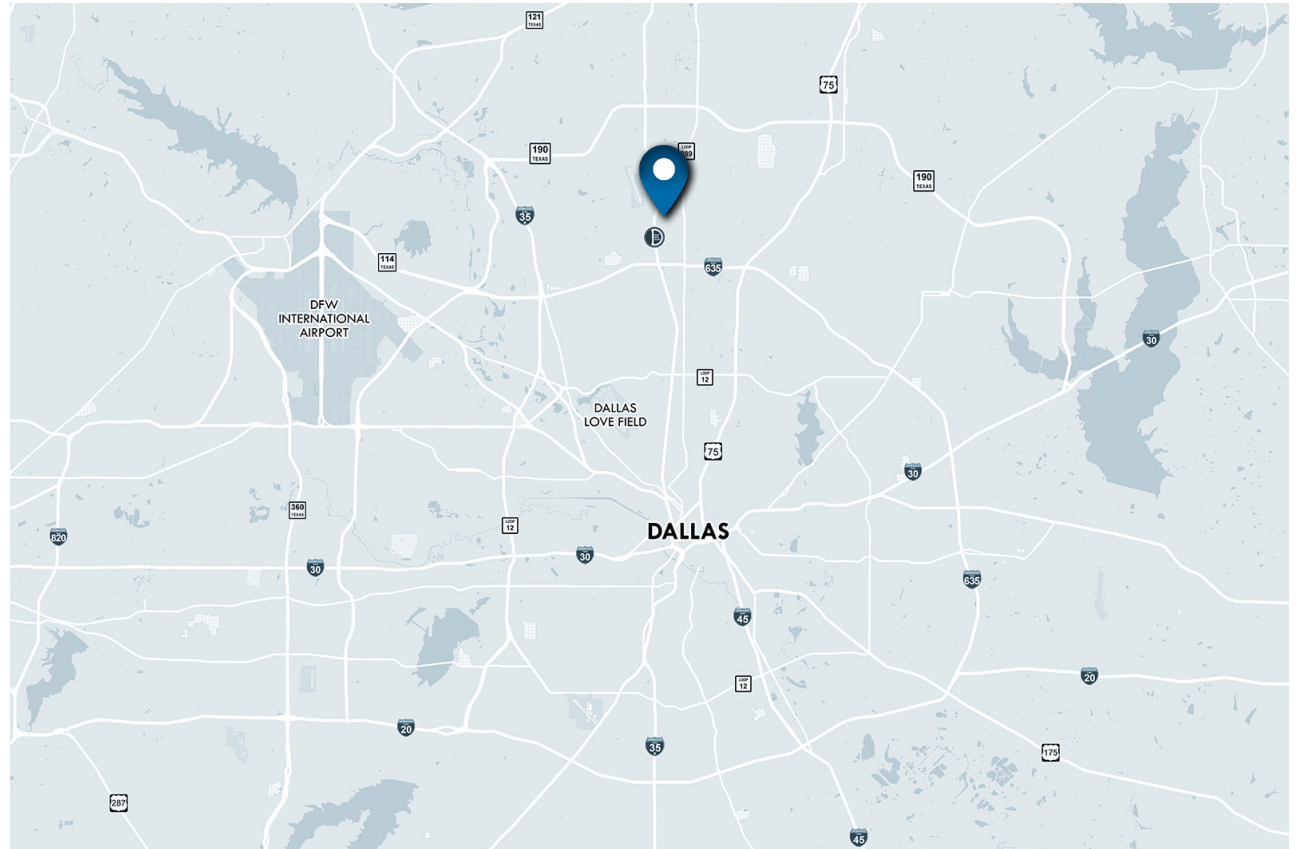 121
TEXAS
75
190
TEXAS
LOOP
289
190
TEXAS
35
114
TEXAS
635
DFW
INTERNATIONAL
AIRPORT
30
LOOP
12
DALLAS
LOVE FIELD
75
30
360
TEXAS
LOOP
12
DALLAS
820
30
30
635
45
LOOP
12
20
20
35
175
287
45